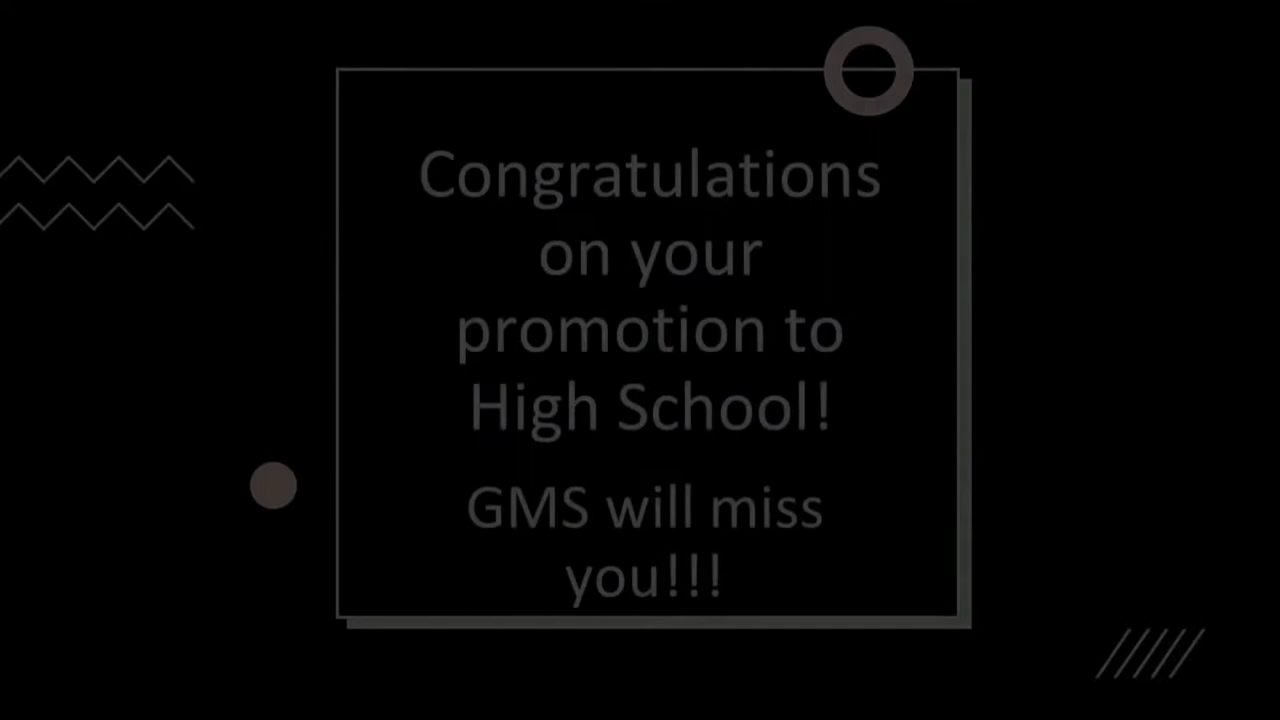 Congratulations
on your
promotion to
High School!
GMS will miss
you!!!